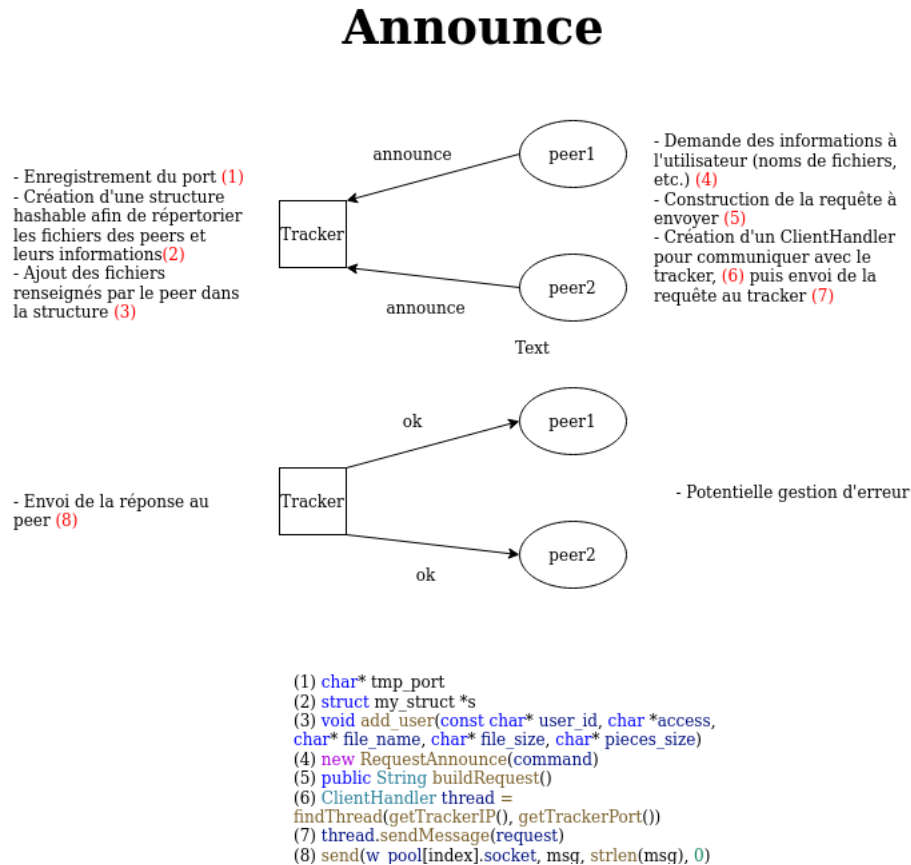 Announce
- Enregistrement du port (1)
- Création d'une structure
hashable afin de répertorier
les fichiers des peers et
leurs informations(2)
- Ajout des fichiers
renseignés par le peer dans
la structure (3)
announce
peer1
Tracker
peer2
announce
Text
- Demande des informations à
l'utilisateur (noms de fichiers,
etc.) (4)
- Construction de la requête à
envoyer (5)
- Création d'un ClientHandler
pour communiquer avec le
tracker, (6) puis envoi de la
requête au tracker (7)
- Envoi de la réponse au
peer (8)
ok
peer1
Tracker
peer2
ok
- Potentielle gestion d'erreur
(1) char* tmp_port
(2) struct my_struct *s
(3) void add_user(const char* user_id, char *access,
char* file_name, char* file_size, char* pieces_size)
(4) new RequestAnnounce(command)
(5) public String buildRequest()
(6) ClientHandler thread =
findThread(getTrackerIP(), getTrackerPort())
(7) thread.sendMessage(request)
(8) send(w_pool[index].socket, msg, strlen(msg), 0)